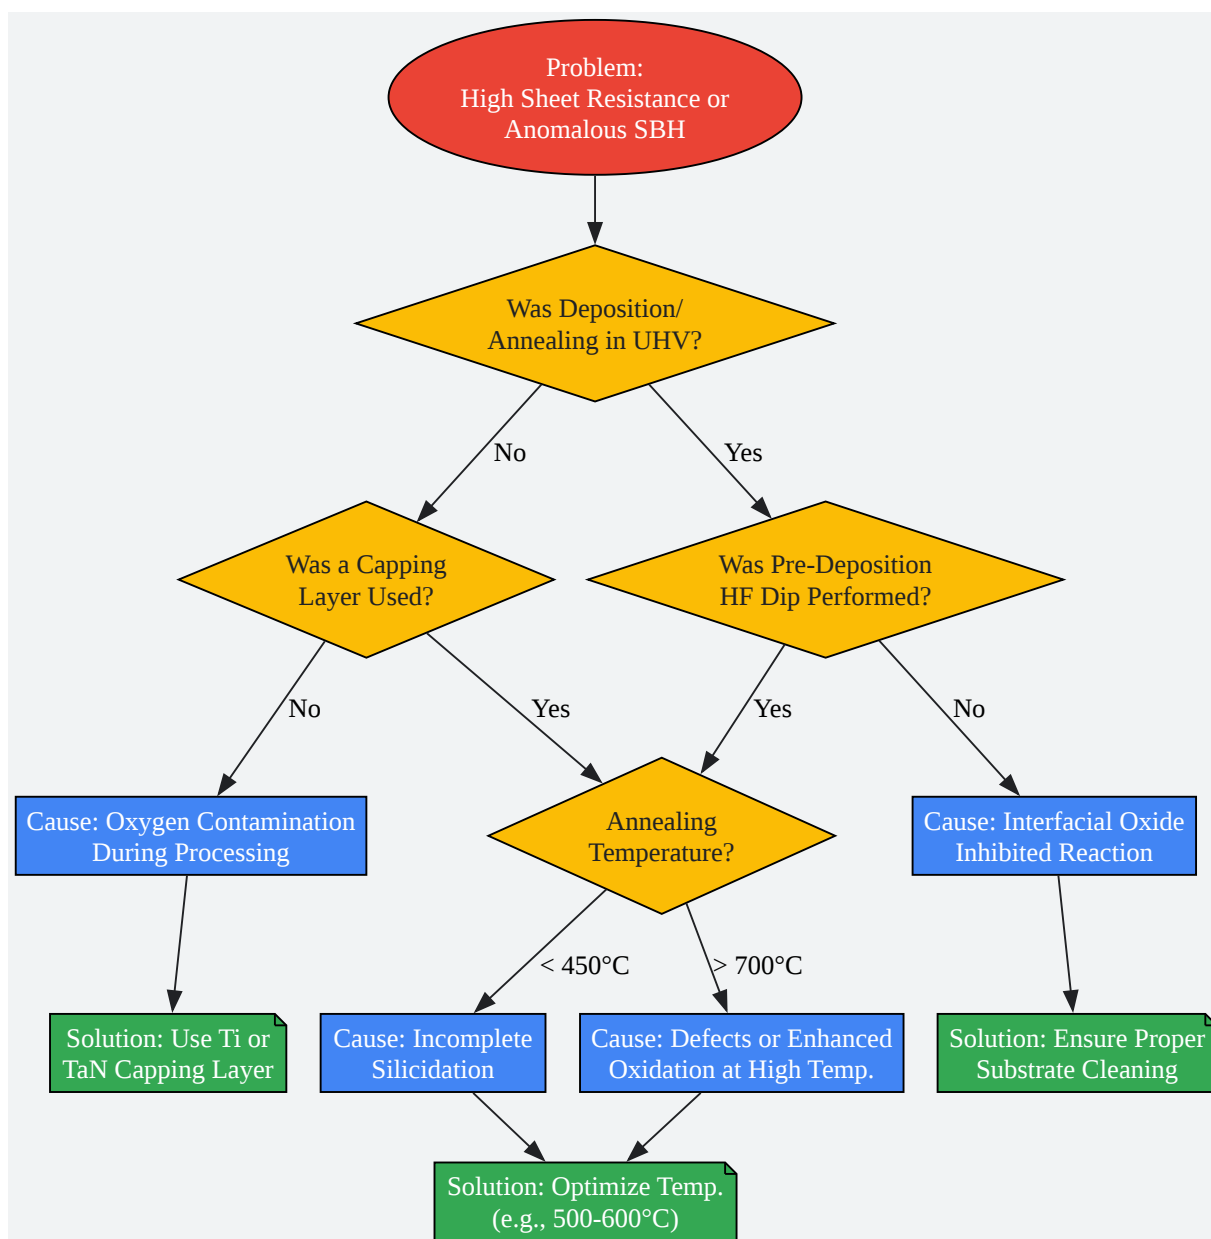 Problem:
High Sheet Resistance or
Anomalous SBH
Was Deposition/
Annealing in UHV?
No
Yes
Was a Capping
Layer Used?
Was Pre-Deposition
HF Dip Performed?
No
Yes
Yes
No
Cause: Oxygen Contamination
During Processing
Annealing
Temperature?
Cause: Interfacial Oxide
Inhibited Reaction
< 450°C
> 700°C
Solution: Use Ti or
TaN Capping Layer
Cause: Incomplete
Silicidation
Cause: Defects or Enhanced
Oxidation at High Temp.
Solution: Ensure Proper
Substrate Cleaning
Solution: Optimize Temp.
(e.g., 500-600°C)